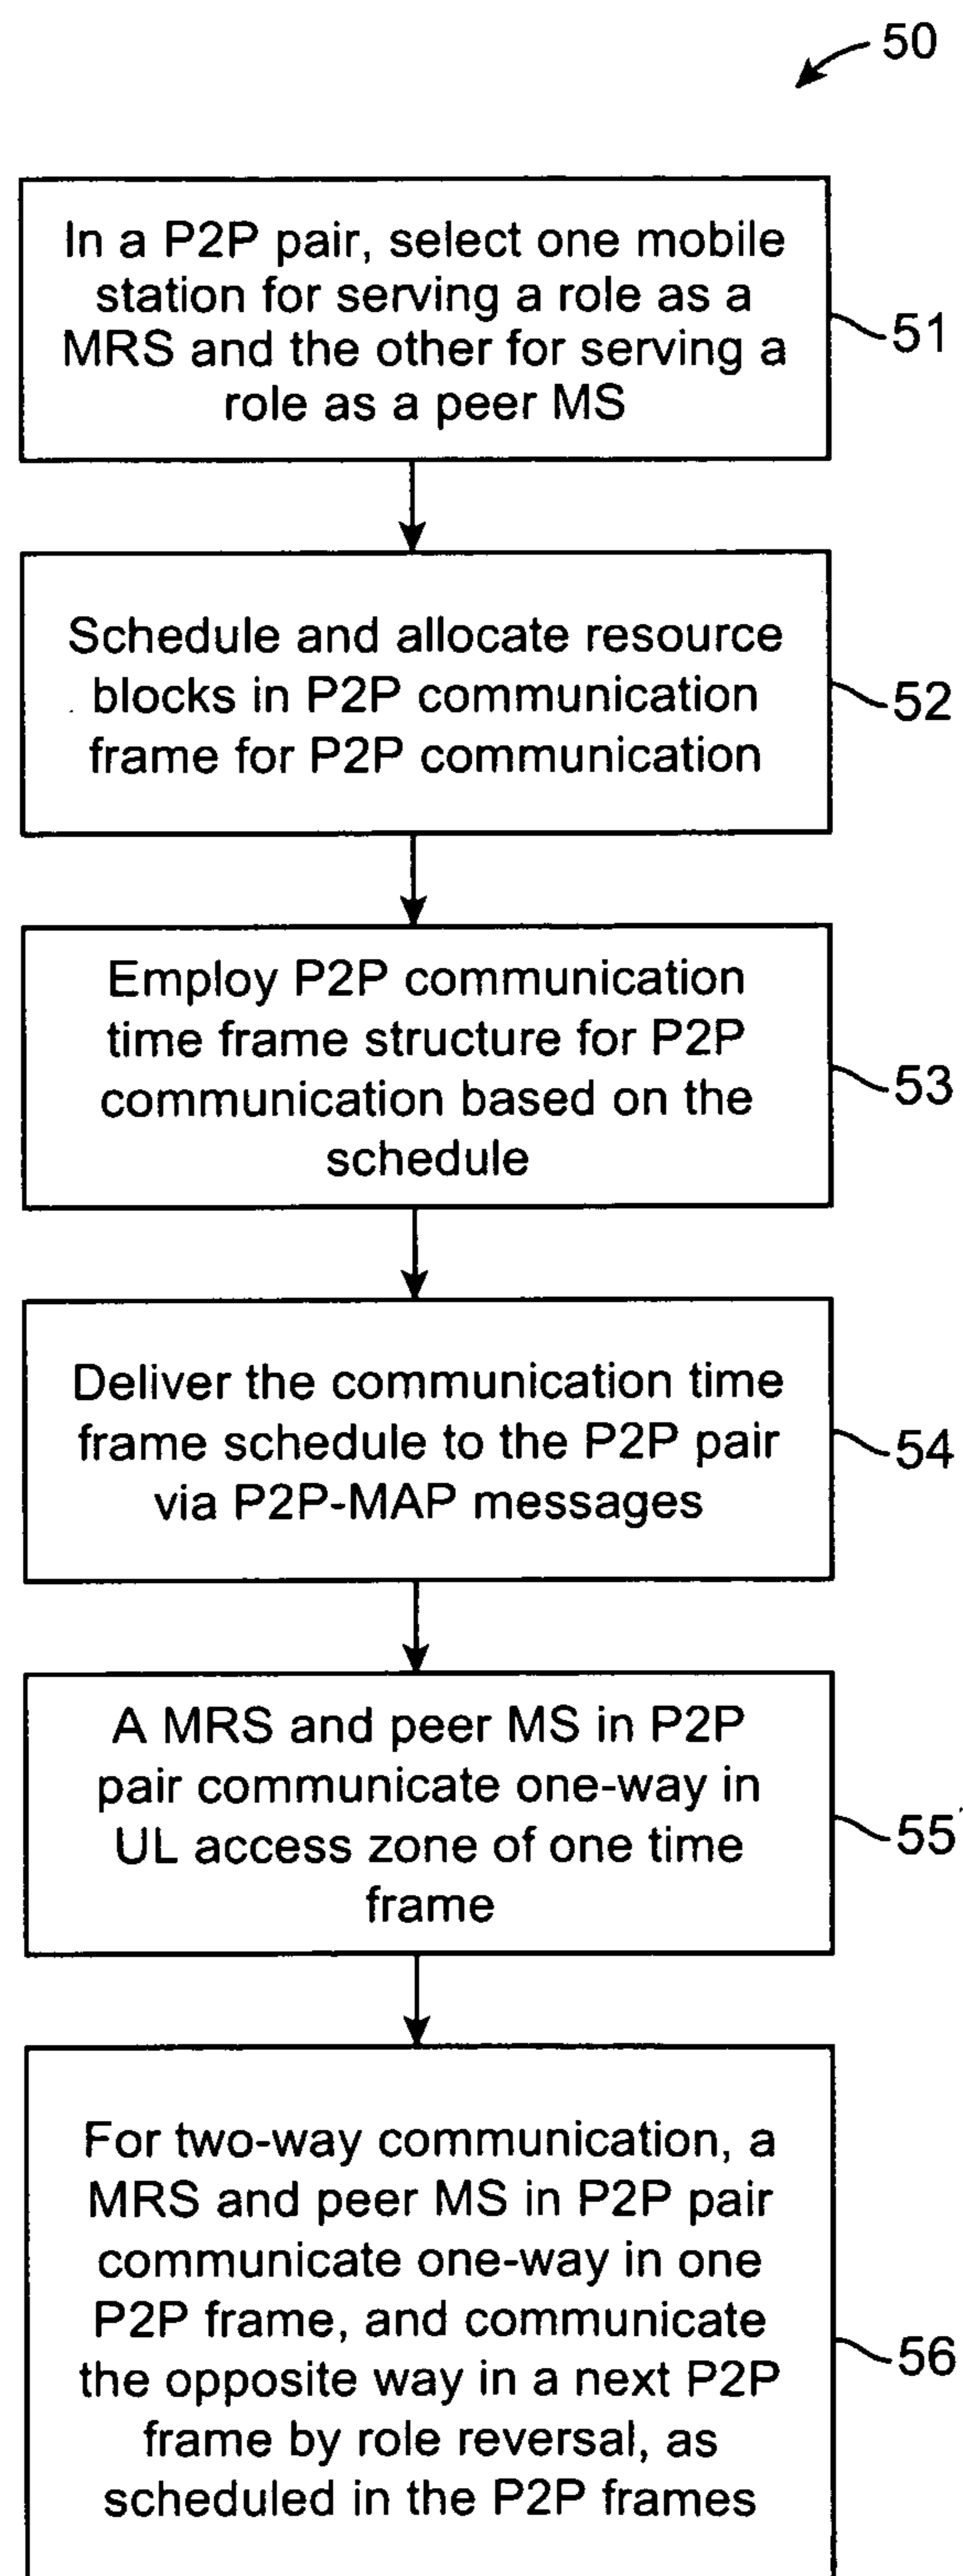 50
In a P2P pair, select one mobile
station for serving a role as a
MRS and the other for serving a
role as a peer MS
51
Schedule and allocate resource
blocks in P2P communication
frame for P2P communication
52
Employ P2P communication
time frame structure for P2P
communication based on the
schedule
53
Deliver the communication time
frame schedule to the P2P pair
via P2P-MAP messages
54
A MRS and peer MS in P2P
pair communicate one-way in
UL access zone of one time
frame
55
For two-way communication, a
MRS and peer MS in P2P pair
communicate one-way in one
P2P frame, and communicate
the opposite way in a next P2P
frame by role reversal, as
scheduled in the P2P frames
56